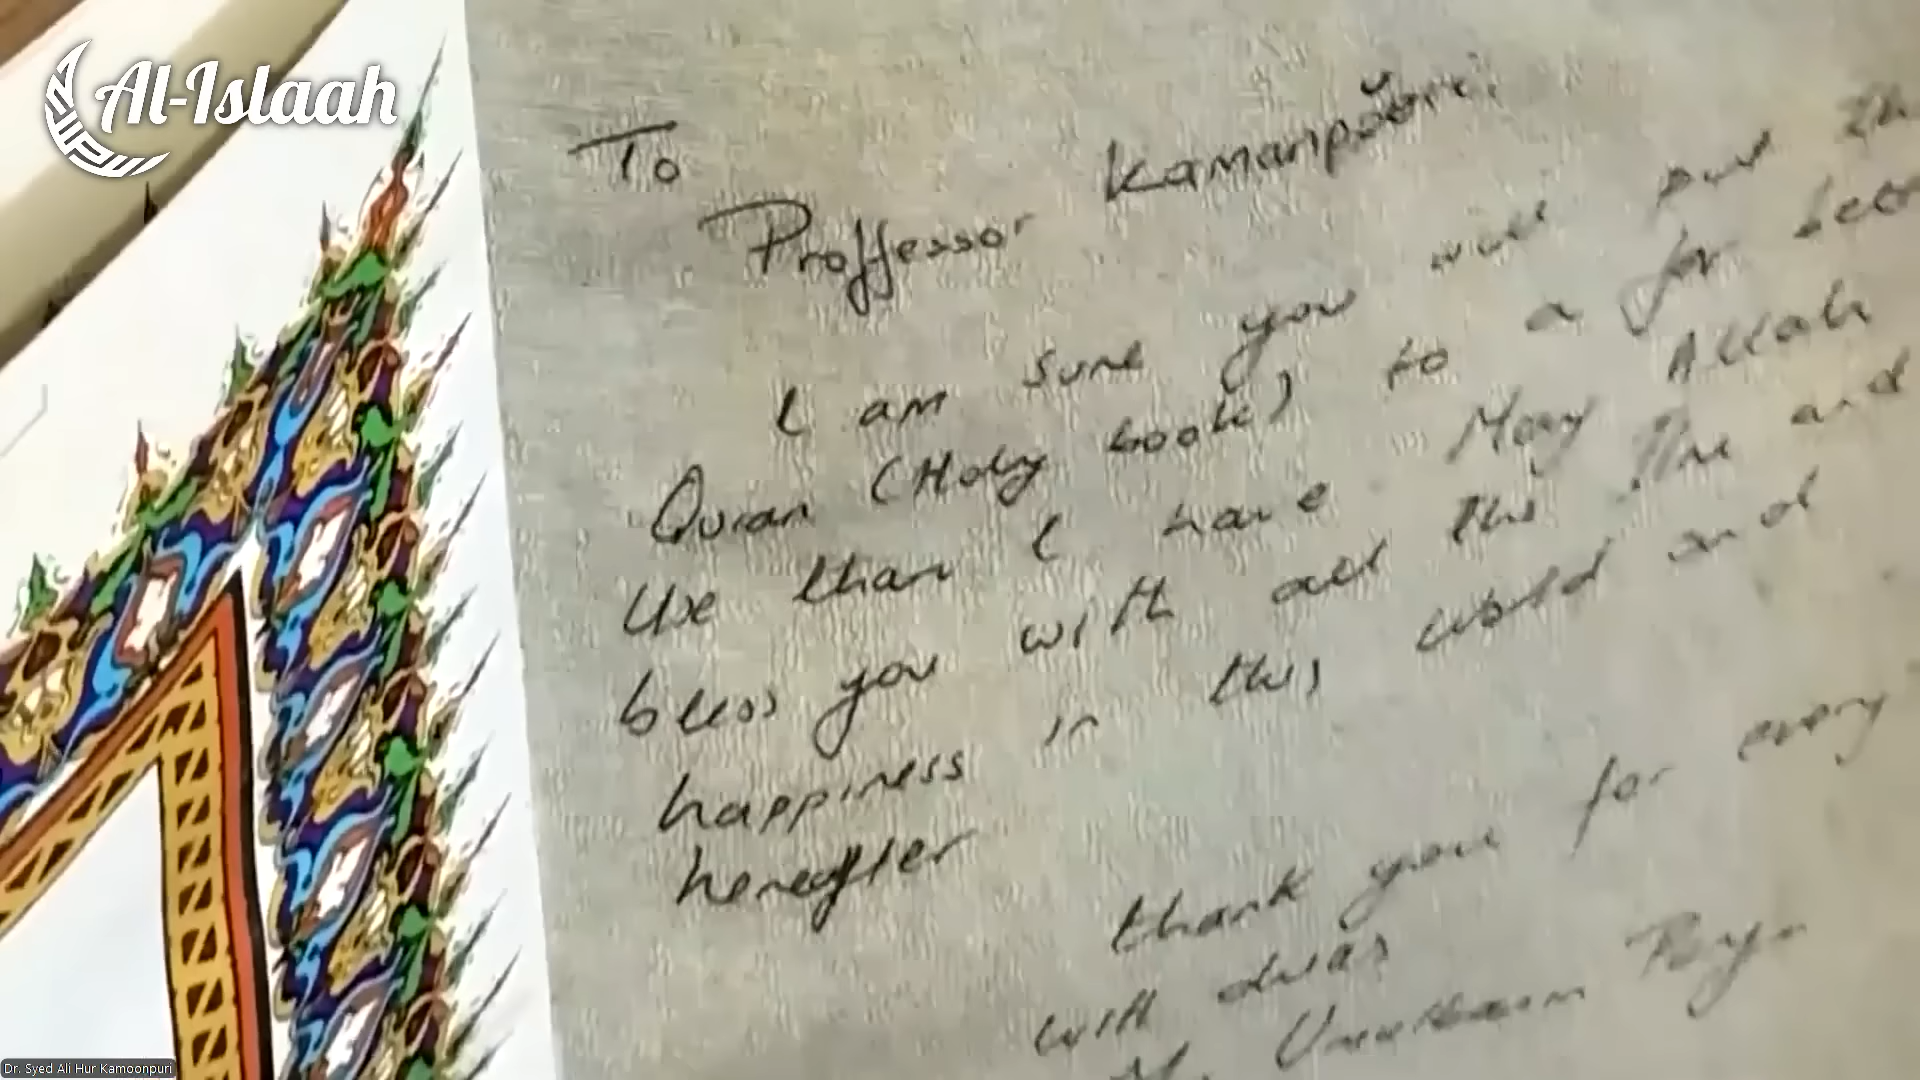 Al-Islaah
To
Proffessor Kamanpoori
I am sure you will put
Quran (Holy book) to a far
Use than I have. May Allah
bless you with all the and
happiness in this world and
hereafter
thank you for every
with duas
Dr. Syed Ali Hur Kamoonpuri